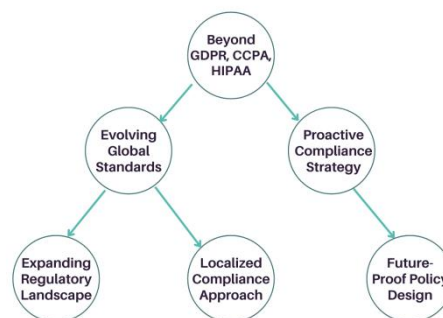 Beyond
GDPR, CCPA,
HIPAA
Evolving
Global
Standards
Proactive
Compliance
Strategy
Expanding
Regulatory
Landscape
Localized
Compliance
Approach
Future-
Proof Policy
Design